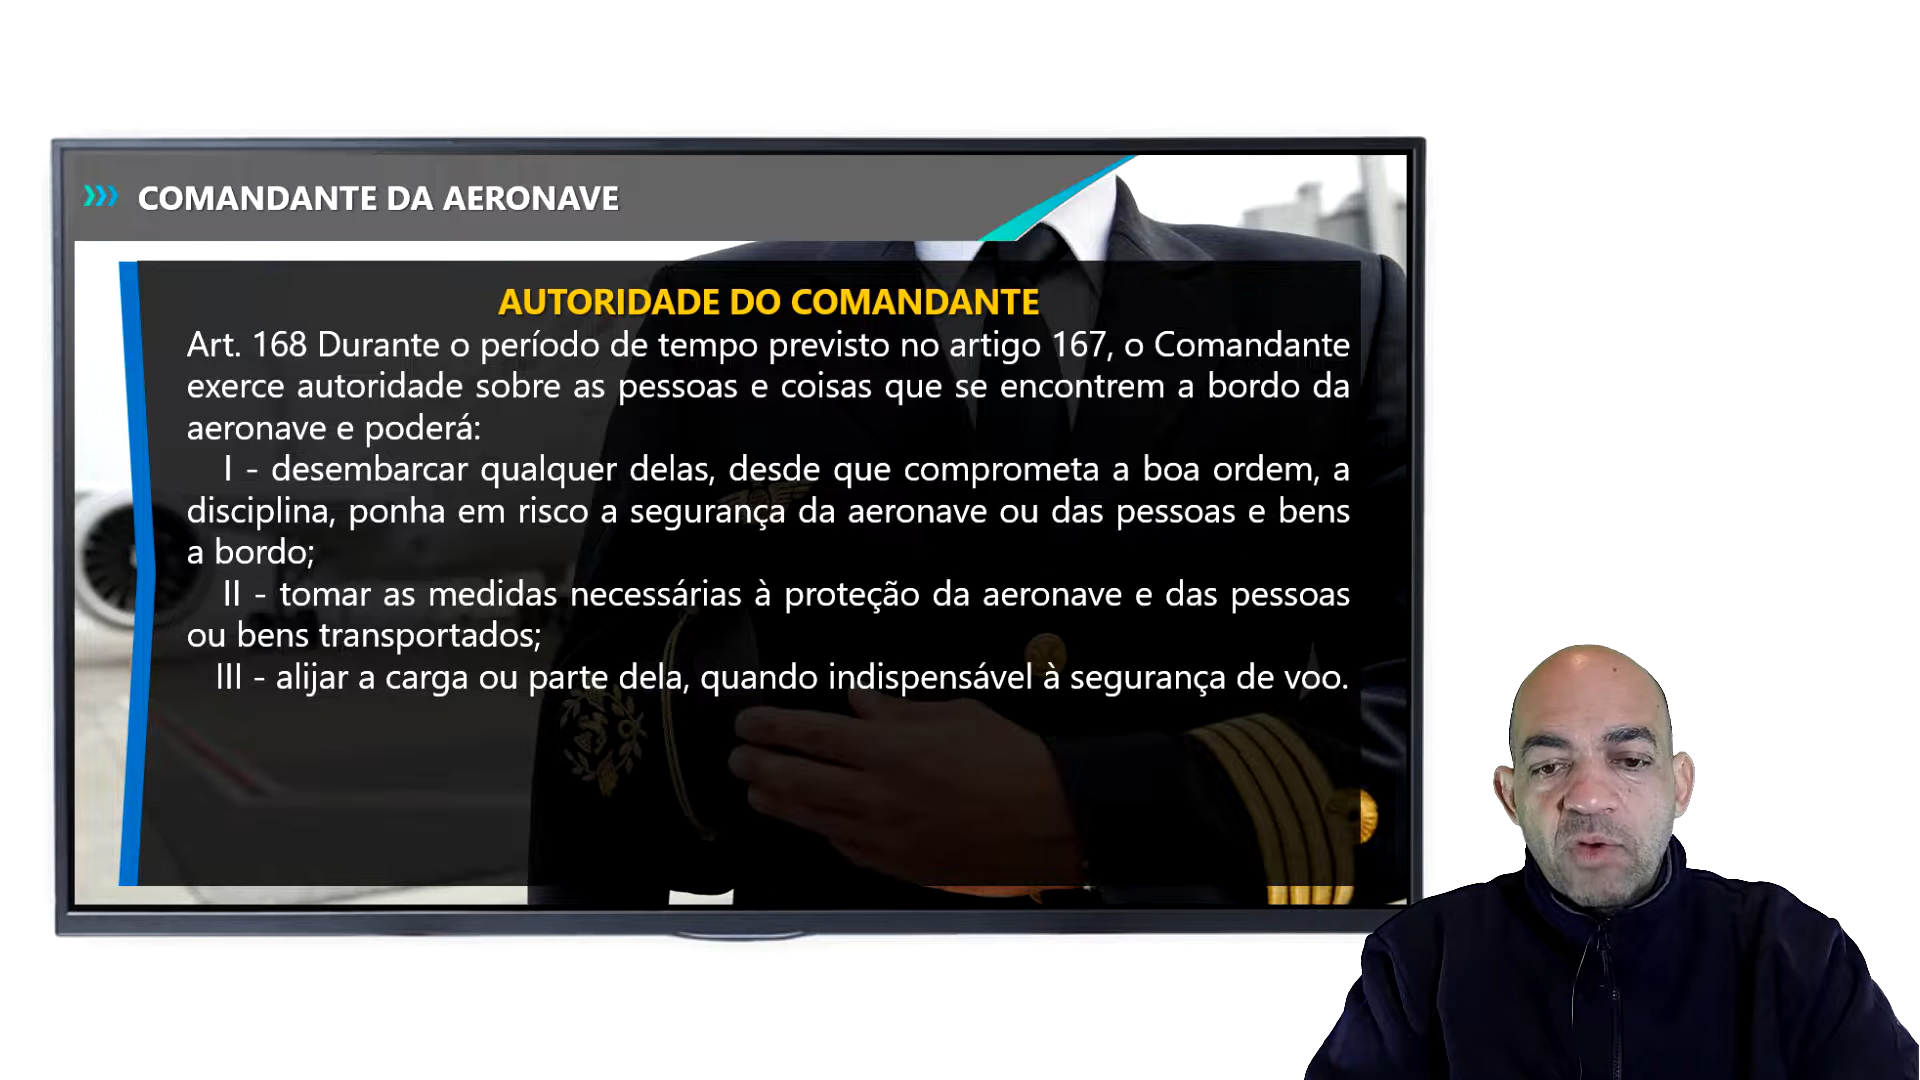 COMANDANTE DA AERONAVE
AUTORIDADE DO COMANDANTE
Art. 168 Durante o período de tempo previsto no artigo 167, o Comandante
exerce autoridade sobre as pessoas e coisas que se encontrem a bordo da
aeronave e poderá:
I - desembarcar qualquer delas, desde que comprometa a boa ordem, a
disciplina, ponha em risco a segurança da aeronave ou das pessoas e bens
a bordo;
II - tomar as medidas necessárias à proteção da aeronave e das pessoas
ou bens transportados;
III - alijar a carga ou parte dela, quando indispensável à segurança de voo.